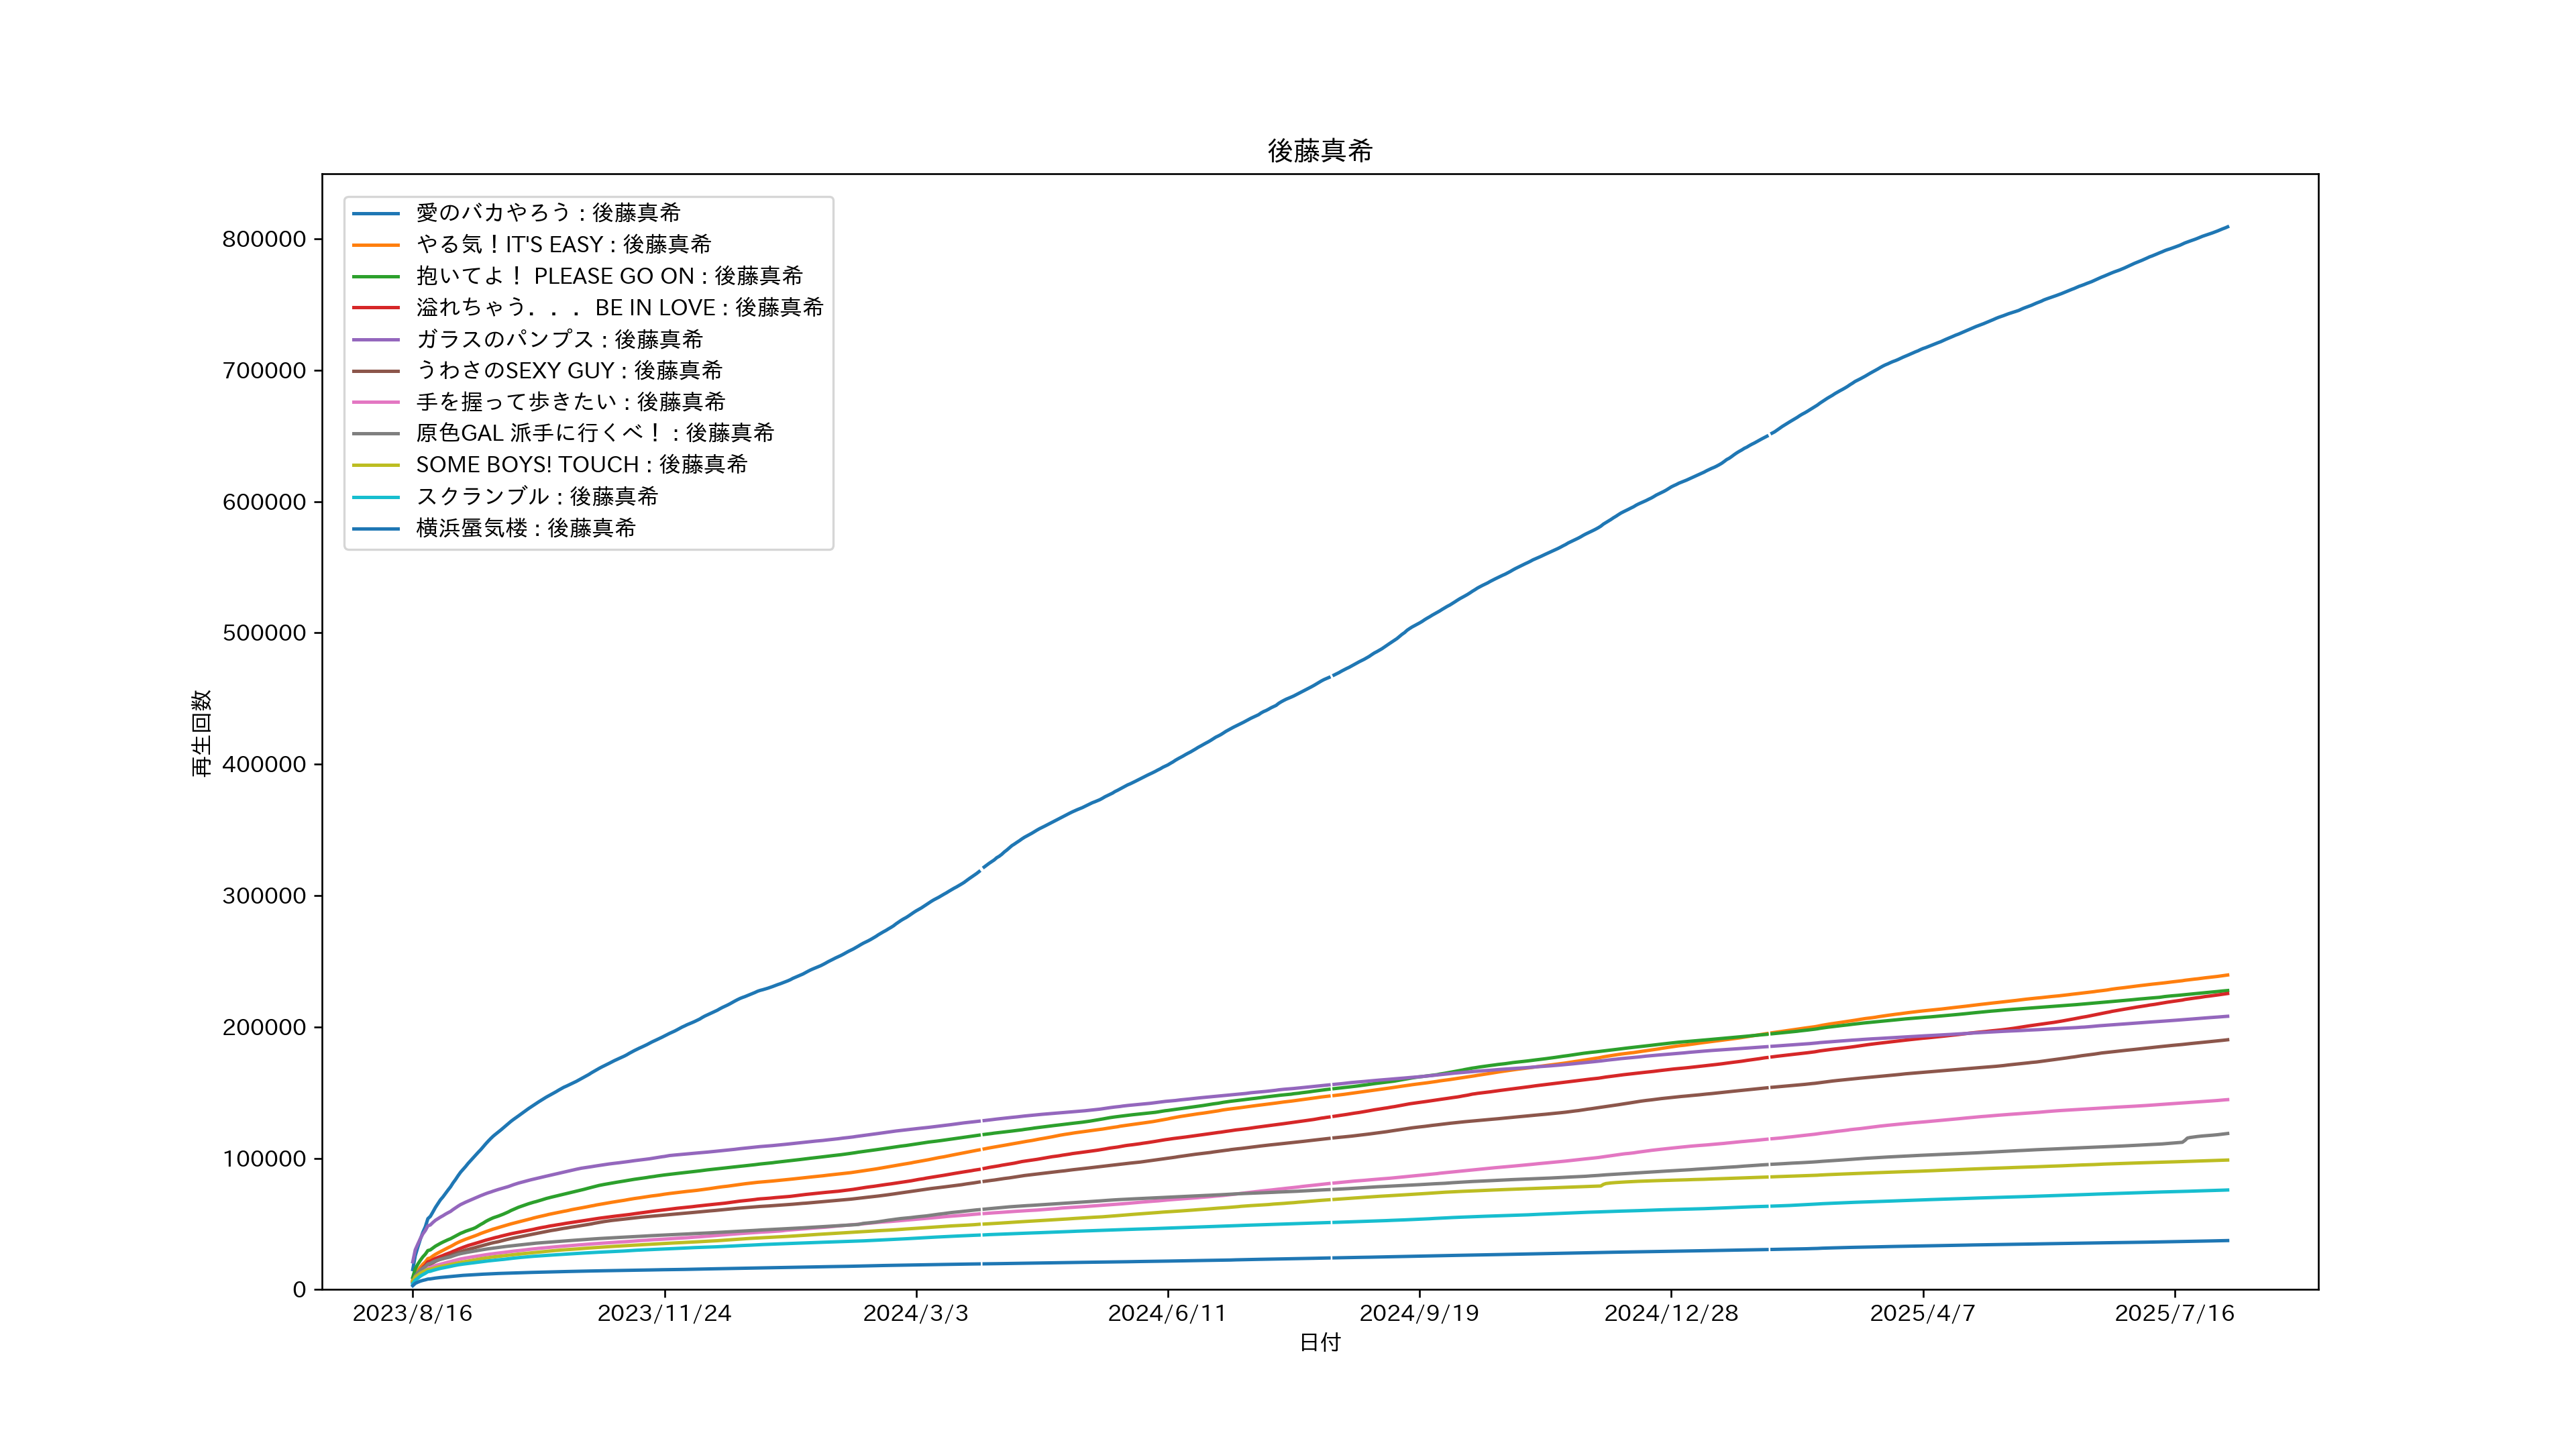 後藤真希
愛のバカやろう : 後藤真希
やる気！IT'S EASY : 後藤真希
抱いてよ！ PLEASE GO ON : 後藤真希
溢れちゃう．．．BE IN LOVE : 後藤真希
ガラスのパンプス : 後藤真希
うわさのSEXY GUY : 後藤真希
手を握って歩きたい : 後藤真希
原色GAL 派手に行くべ！ : 後藤真希
SOME BOYS! TOUCH : 後藤真希
スクランブル : 後藤真希
横浜蜃気楼 : 後藤真希
800000
700000
600000
500000
400000
300000
200000
100000
0
再生回数
2023/8/16 2023/11/24 2024/3/3 2024/6/11 2024/9/19 2024/12/28 2025/4/7 2025/7/16
日付